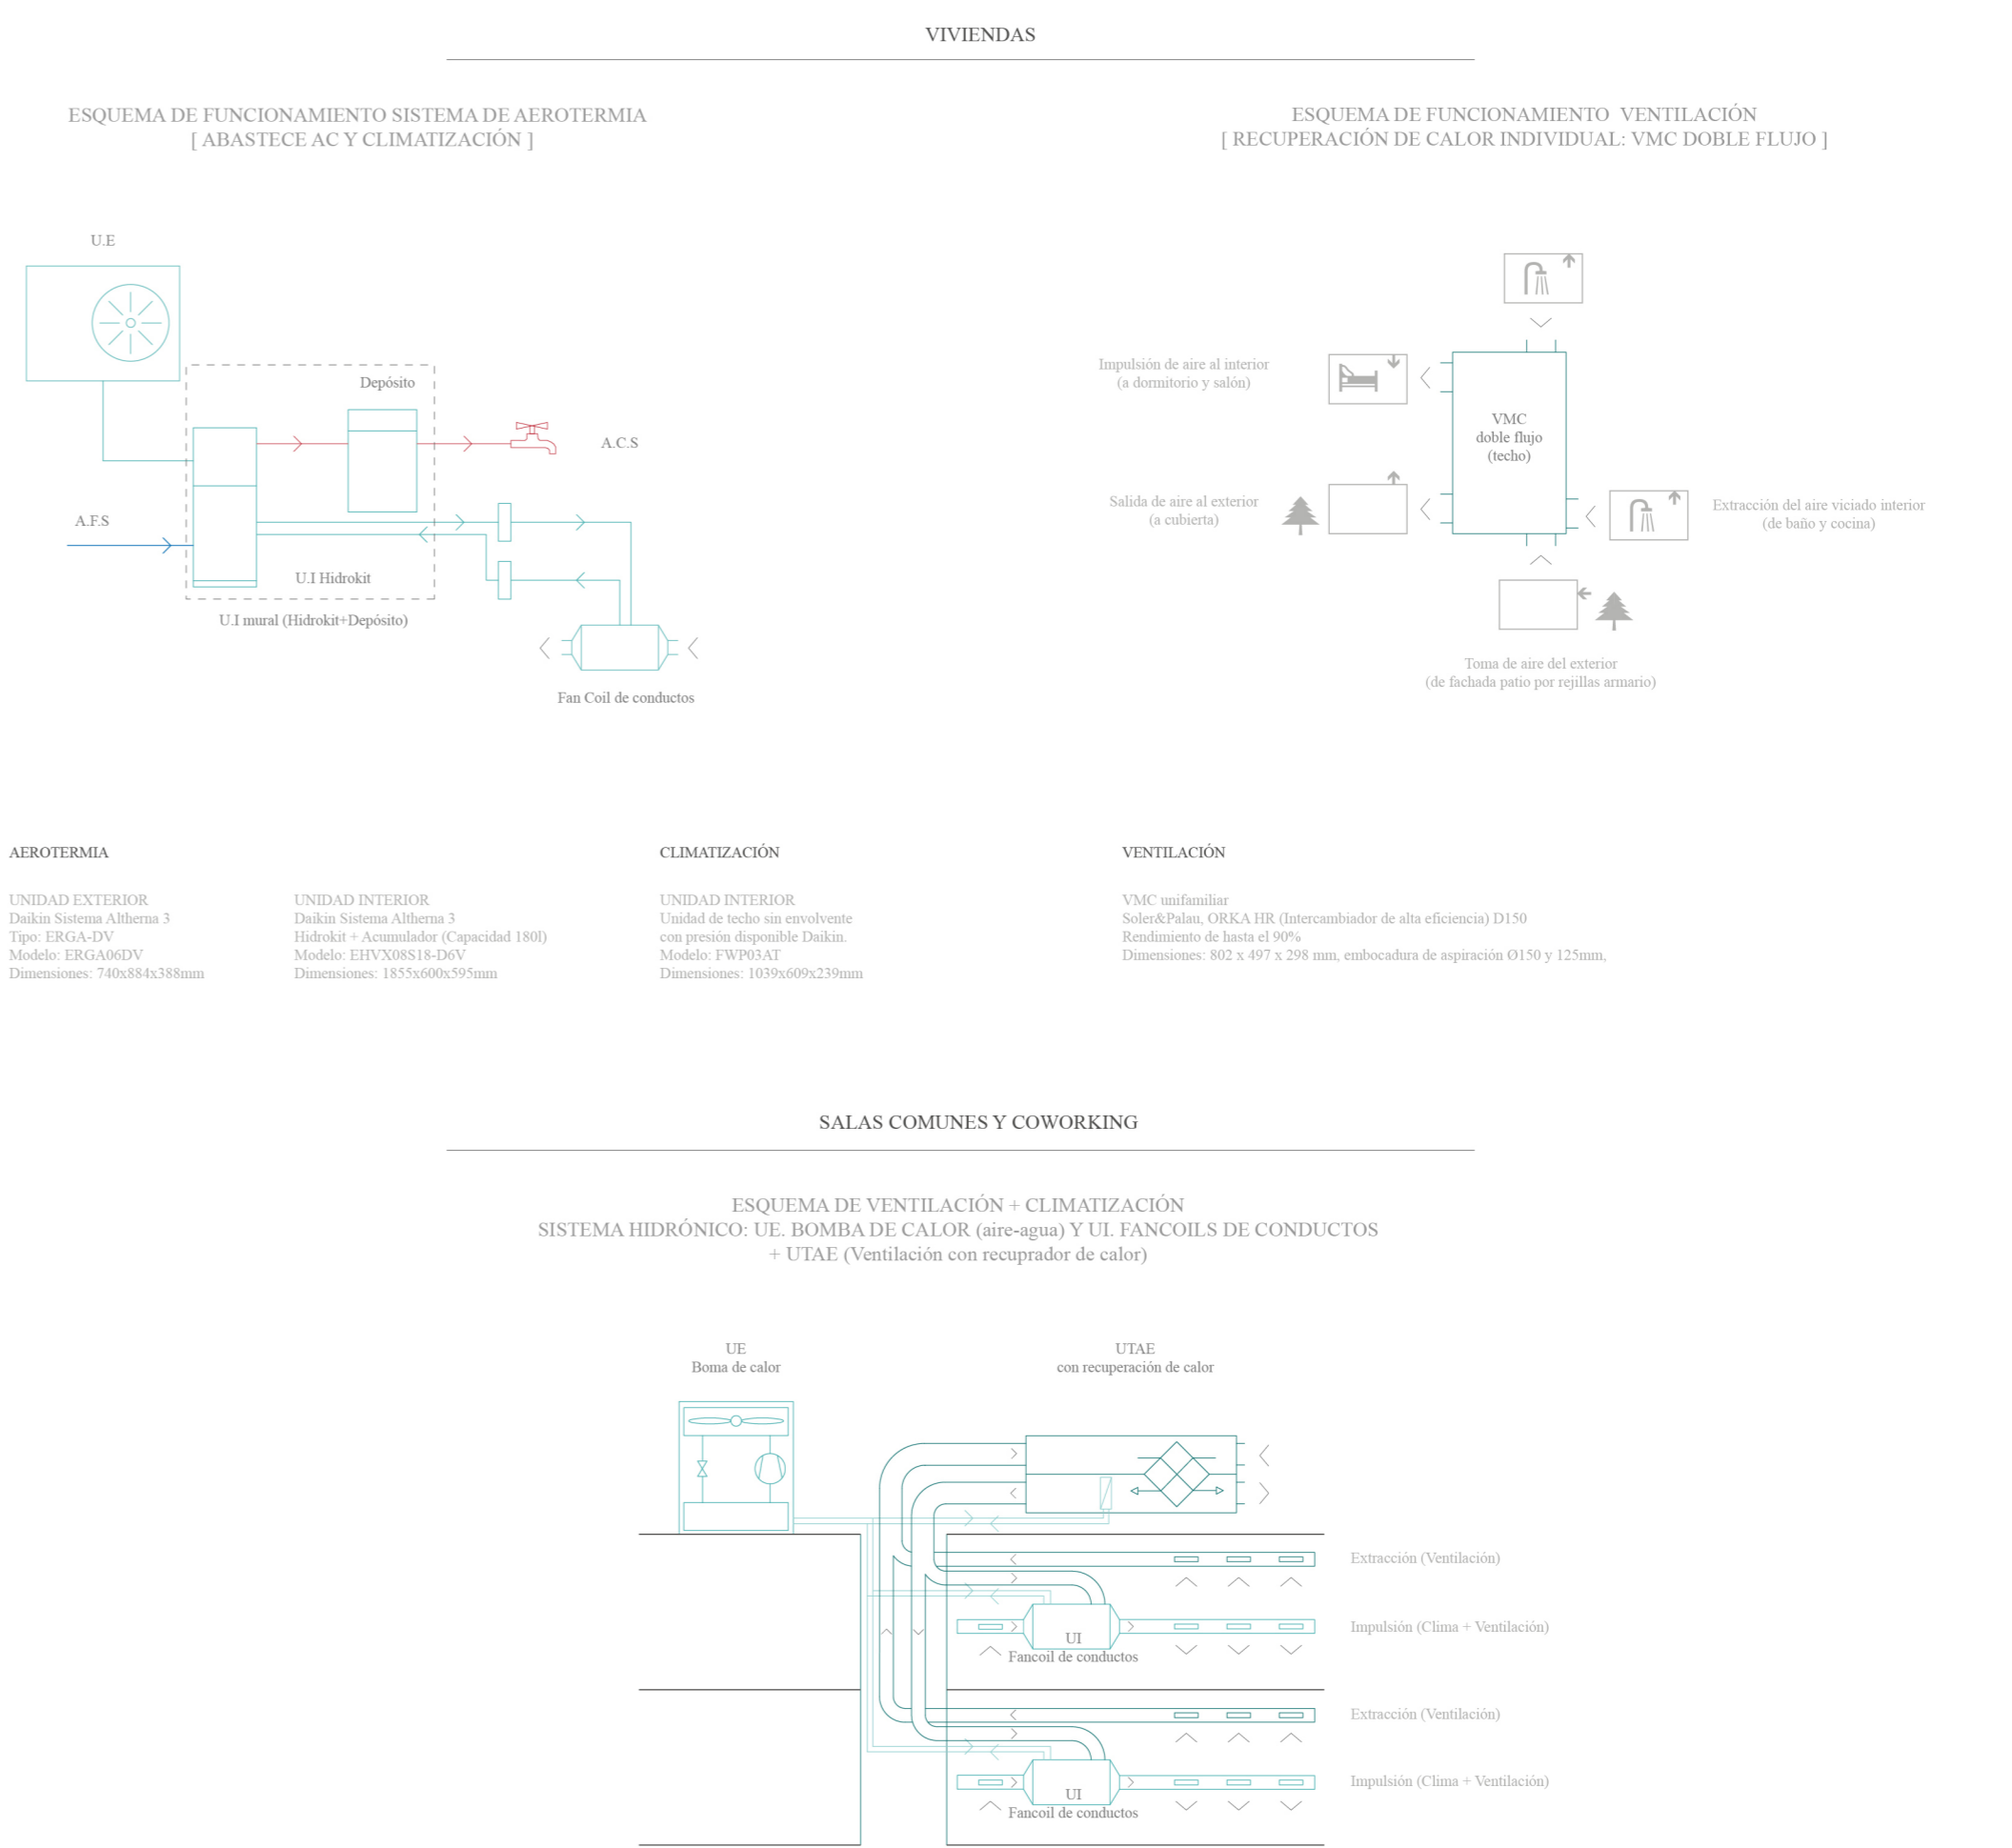 VIVIENDAS
ESQUEMA DE FUNCIONAMIENTO SISTEMA DE AEROTERMIA
[ ABASTECE AC Y CLIMATIZACIÓN ]
ESQUEMA DE FUNCIONAMIENTO VENTILACIÓN
[ RECUPERACIÓN DE CALOR INDIVIDUAL: VMC DOBLE FLUJO ]
U.E
Depósito
A.C.S
A.F.S
U.I Hidrokit
U.I mural (Hidrokit+Depósito)
Fan Coil de conductos
Impulsión de aire al interior
(a dormitorio y salón)
VMC
doble flujo
(techo)
Salida de aire al exterior
(a cubierta)
Extracción del aire viciado interior
(de baño y cocina)
Toma de aire del exterior
(de fachada patio por rejillas armario)
AEROTERMIA
UNIDAD EXTERIOR
Daikin Sistema Altherna 3
Tipo: ERGA-DV
Modelo: ERGA06DV
Dimensiones: 740x884x388mm
UNIDAD INTERIOR
Daikin Sistema Altherna 3
Hidrokit + Acumulador (Capacidad 180l)
Modelo: EHVX08S18-D6V
Dimensiones: 1855x600x595mm
CLIMATIZACIÓN
UNIDAD INTERIOR
Unidad de techo sin envolvente
con presión disponible Daikin.
Modelo: FWP03AT
Dimensiones: 1039x609x239mm
VENTILACIÓN
VMC unifamiliar
Soler&Palau, ORKA HR (Intercambiador de alta eficiencia) D150
Rendimiento de hasta el 90%
Dimensiones: 802 x 497 x 298 mm, embocadura de aspiración Ø150 y 125mm,
SALAS COMUNES Y COWORKING
ESQUEMA DE VENTILACIÓN + CLIMATIZACIÓN
SISTEMA HIDRÓNICO: UE. BOMBA DE CALOR (aire-agua) Y UI. FANCOILS DE CONDUCTOS
+ UTAE (Ventilación con recuprador de calor)
UE
Boma de calor
UTAE
con recuperación de calor
Extracción (Ventilación)
Impulsión (Clima + Ventilación)
UI
Fancoil de conductos
Extracción (Ventilación)
Impulsión (Clima + Ventilación)
UI
Fancoil de conductos